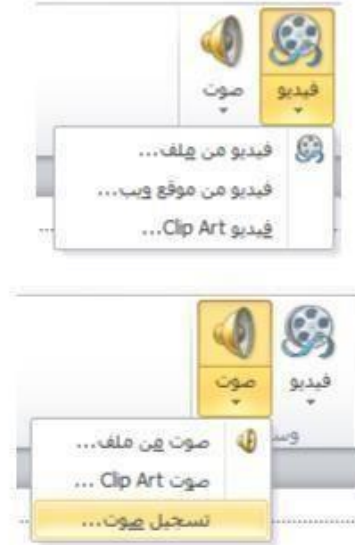 فيديو
صوت
فيديو من ملف...
فيديو من موقع ويب...
فيديو Clip Art...
فيديو
صوت
وسا
صوت من ملف...
صوت Clip Art ...
تسجيل صوت...